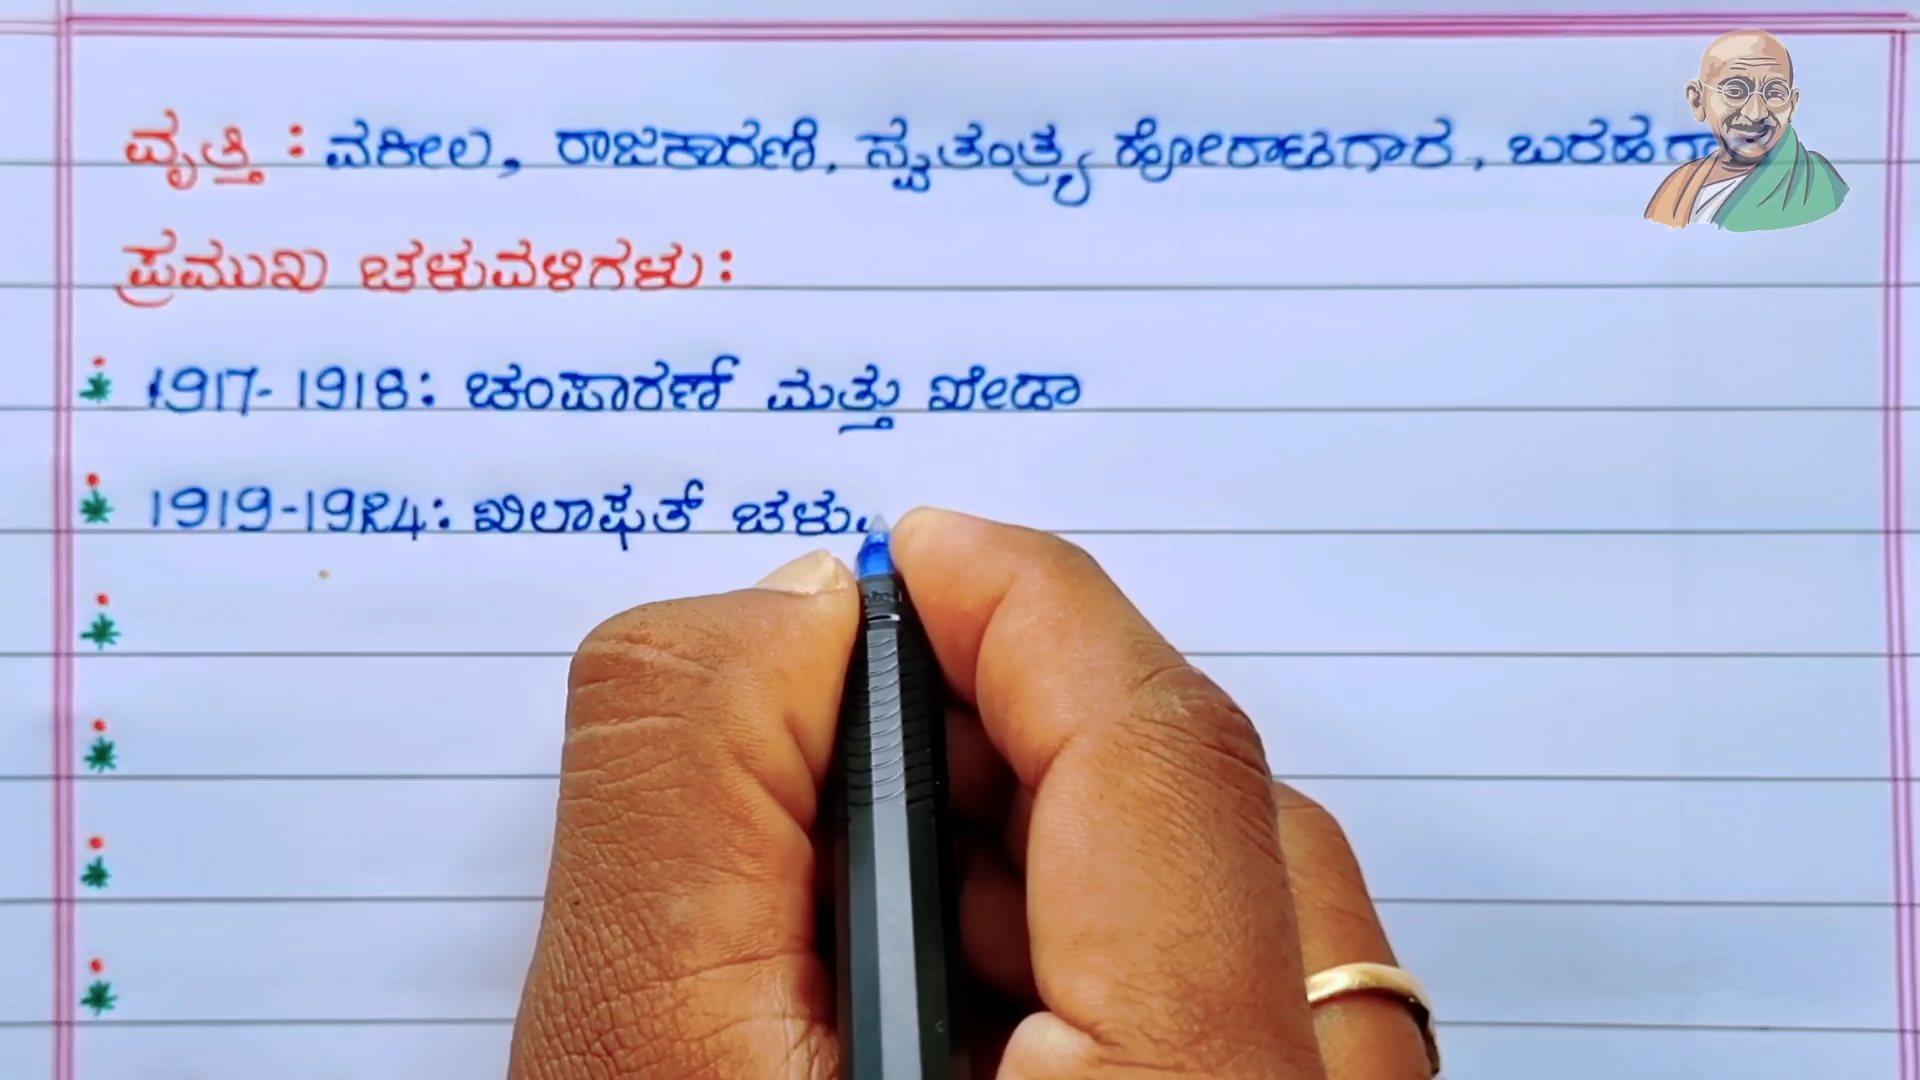 ವೃತ್ತಿ : ವಕೀಲ, ರಾಜಕಾರಣಿ, ಸ್ವತಂತ್ರ್ಯ ಹೋರಾಟಗಾರ, ಬರಹಗಾ
ಪ್ರಮುಖ ಚಳುವಳಿಗಳು:
1917-1918: ಚಂಪಾರಣ್ ಮತ್ತು ಖೇಡಾ
1919-1924: ಖಿಲಾಫತ್ ಚಳು